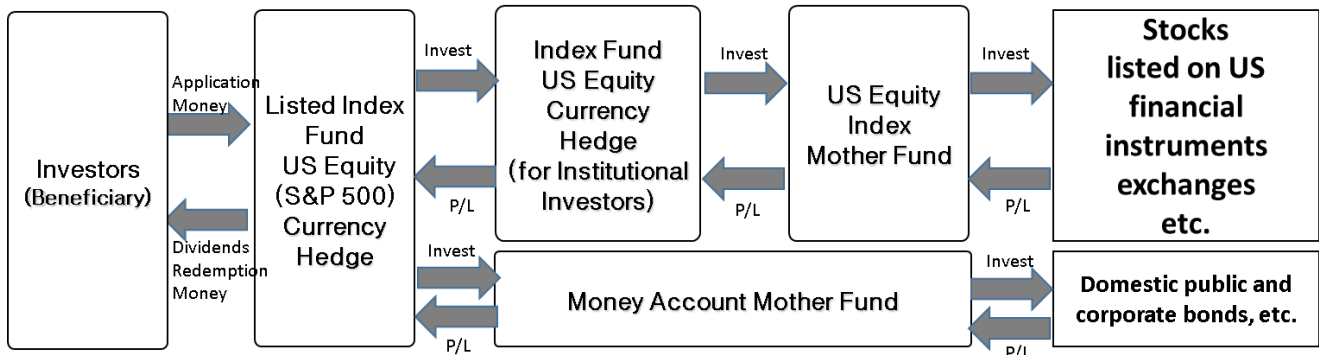 Investors
(Beneficiary)
Application
Money
Dividends
Redemption
Money
Listed Index
Fund
US Equity
(S&P 500)
Currency
Hedge
Invest
P/L
Index Fund
US Equity
Currency
Hedge
(for Institutional
Investors)
Invest
P/L
US Equity
Index
Mother Fund
Invest
P/L
Stocks
listed on US
financial
instruments
exchanges
etc.
Invest
P/L
Money Account Mother Fund
Invest
P/L
Domestic public and
corporate bonds, etc.